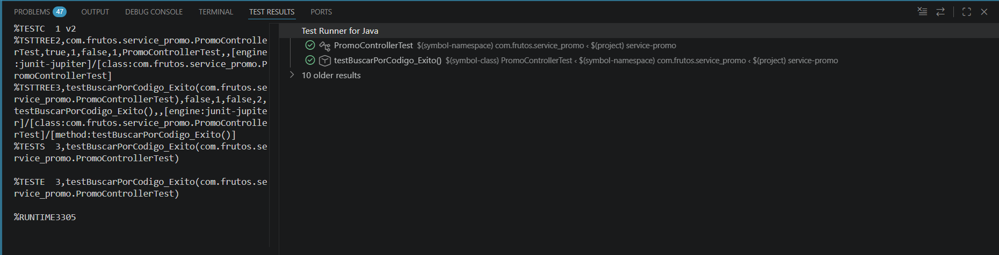 PROBLEMS 47 OUTPUT DEBUG CONSOLE TERMINAL TEST RESULTS PORTS
%TESTC  1 v2
%TSTTREE2,com.frutos.service_promo.PromoControlle
rTest,true,1,false,1,PromoControllerTest,,[engine
:junit-jupiter]/[class:com.frutos.service_promo.P
romoControllerTest]
%TSTTREE3,testBuscarPorCodigo_Exito(com.frutos.se
rvice_promo.PromoControllerTest),false,1,false,2,
testBuscarPorCodigo_Exito(),,[engine:junit-jupite
r]/[class:com.frutos.service_promo.PromoControlle
rTest]/[method:testBuscarPorCodigo_Exito()]
%TESTS  3,testBuscarPorCodigo_Exito(com.frutos.se
rvice_promo.PromoControllerTest)
%TESTE  3,testBuscarPorCodigo_Exito(com.frutos.se
rvice_promo.PromoControllerTest)
%RUNTIME3305
Test Runner for Java
PromoControllerTest $(symbol-namespace) com.frutos.service_promo ‹ $(project) service-promo
testBuscarPorCodigo_Exito() $(symbol-class) PromoControllerTest ‹ $(symbol-namespace) com.frutos.service_promo ‹ $(project) service-promo
10 older results